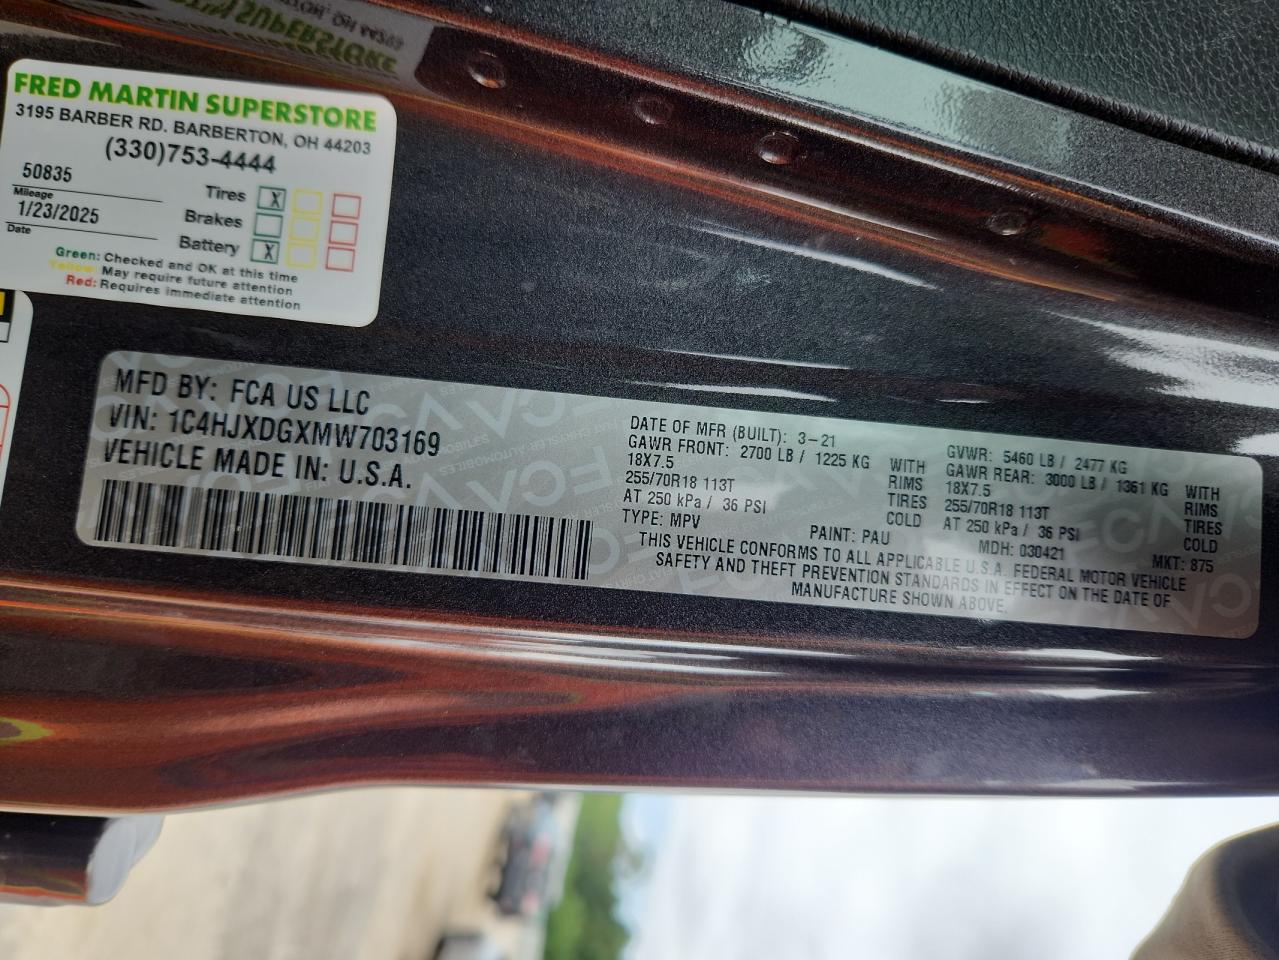 FRED MARTIN SUPERSTORE
3195 BARBER RD. BARBERTON, OH 44203
(330)753-4444
50835
Mileage
1/23/2025
Date
Tires X
Brakes
Battery X
Green: Checked and OK at this time
Yellow: May require future attention
Red: Requires immediate attention
MFD BY: FCA US LLC
VIN: 1C4HJXDGXMW703169
VEHICLE MADE IN: U.S.A.
DATE OF MFR (BUILT): 3-21
GAWR FRONT: 2700 LB / 1225 KG WITH
18X7.5 RIMS
255/70R18 113T TIRES
AT 250 kPa / 36 PSI COLD
GVWR: 5460 LB / 2477 KG
GAWR REAR: 3000 LB / 1361 KG WITH
18X7.5 RIMS
255/70R18 113T TIRES
AT 250 kPa / 36 PSI COLD
TYPE: MPV PAINT: PAU MDH: 030421 MKT: 875
THIS VEHICLE CONFORMS TO ALL APPLICABLE U.S.A. FEDERAL MOTOR VEHICLE
SAFETY AND THEFT PREVENTION STANDARDS IN EFFECT ON THE DATE OF
MANUFACTURE SHOWN ABOVE.